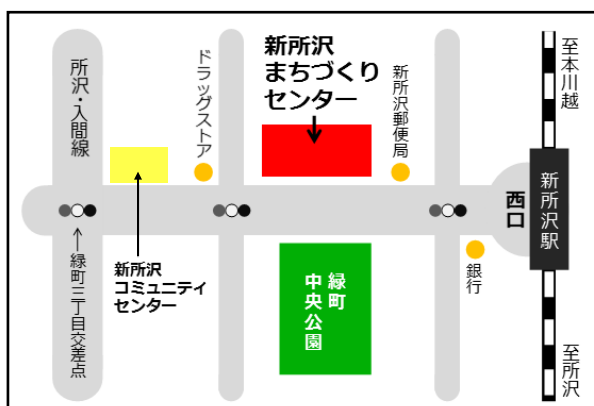 所沢・入間線
ドラッグストア
新所沢
まちづくり
センター
新所沢郵便局
至本川越
西口
新所沢駅
←緑町三丁目交差点
新所沢
コミュニティ
センター
緑町
中央公園
銀行
至所沢